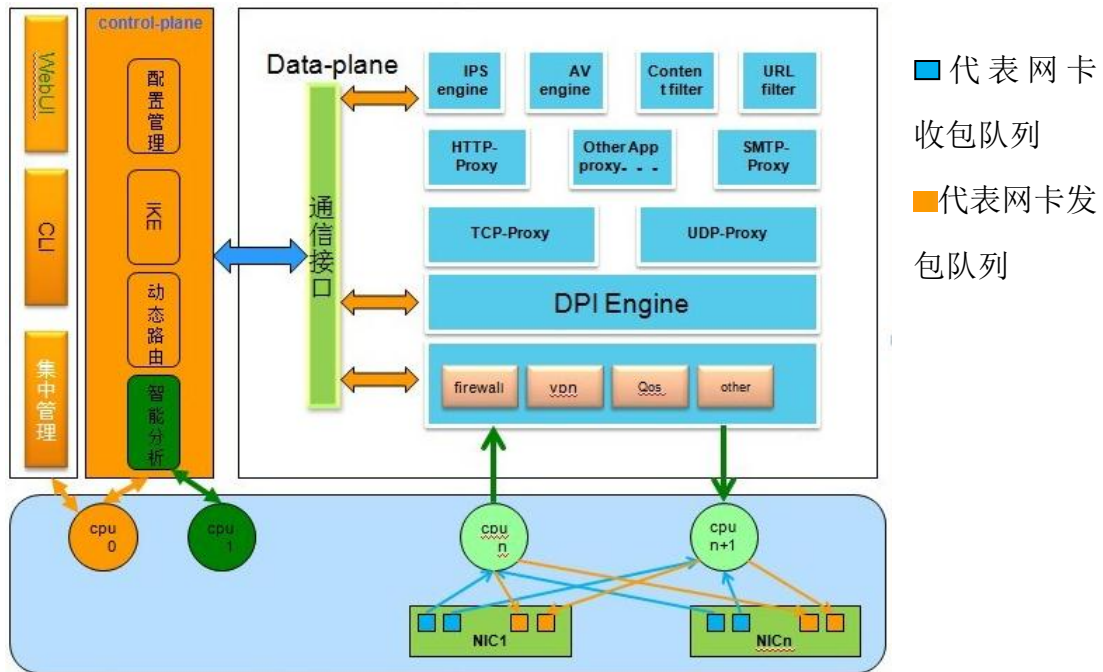 WebUI
CLI
集中管理
control-plane
配置管理
IKE
动态路由
智能分析
Data-plane
通信接口
IPS
engine
AV
engine
Conten
t filter
URL
filter
HTTP-
Proxy
Other App
proxy. . .
SMTP-
Proxy
TCP-Proxy
UDP-Proxy
DPI Engine
firewall
vpn
Qos
other
cpu
0
cpu
1
cpu
n
cpu
n+1
NIC1
NICn
代表网卡
收包队列
代表网卡发
包队列